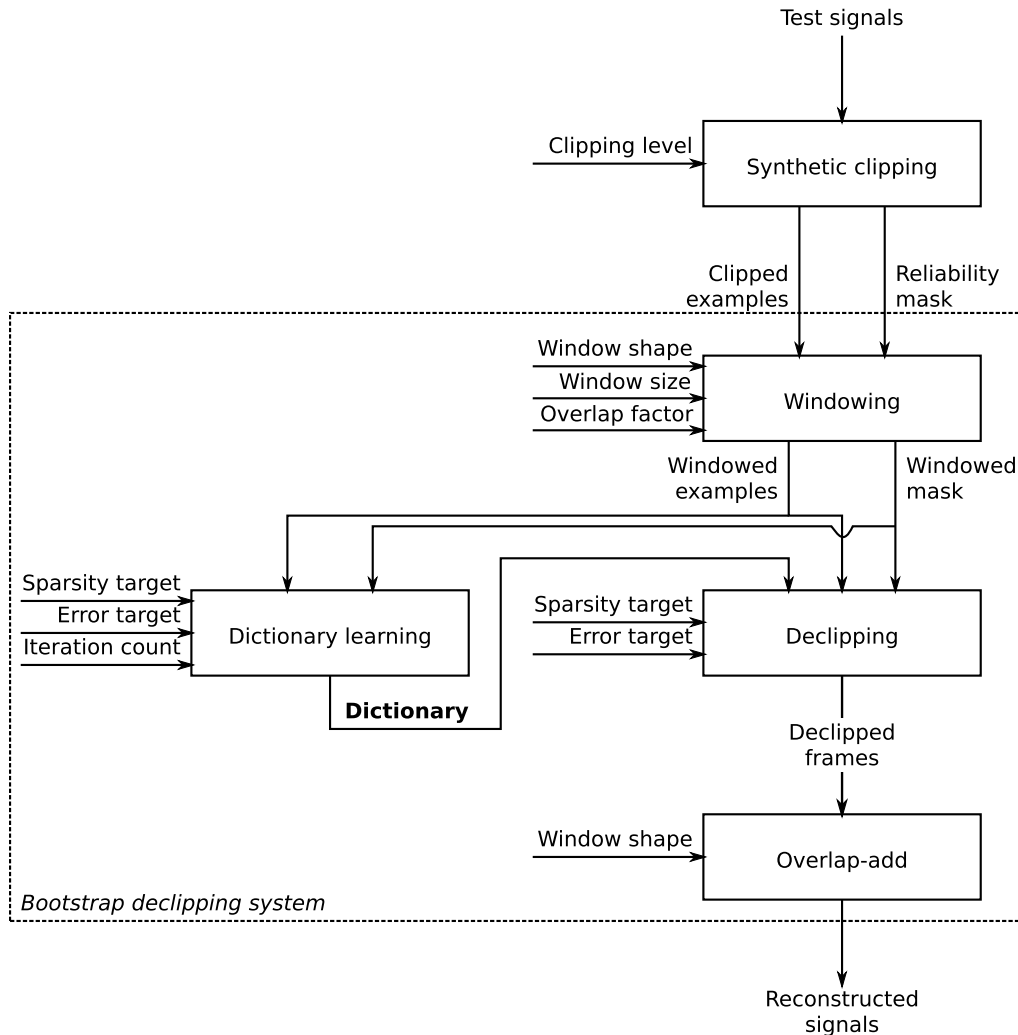 Test signals
Clipping level
Synthetic clipping
Clipped
examples
Reliability
mask
Window shape
Window size
Overlap factor
Windowing
Windowed
examples
Windowed
mask
Sparsity target
Error target
Iteration count
Dictionary learning
Sparsity target
Error target
Declipping
Dictionary
Declipped
frames
Window shape
Overlap-add
Bootstrap declipping system
Reconstructed
signals